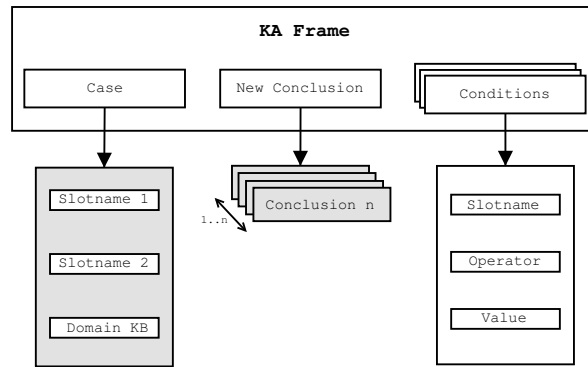 KA Frame
Case
New Conclusion
Conditions
Slotname 1
Slotname 2
Domain KB
Conclusion n
1..n
Slotname
Operator
Value